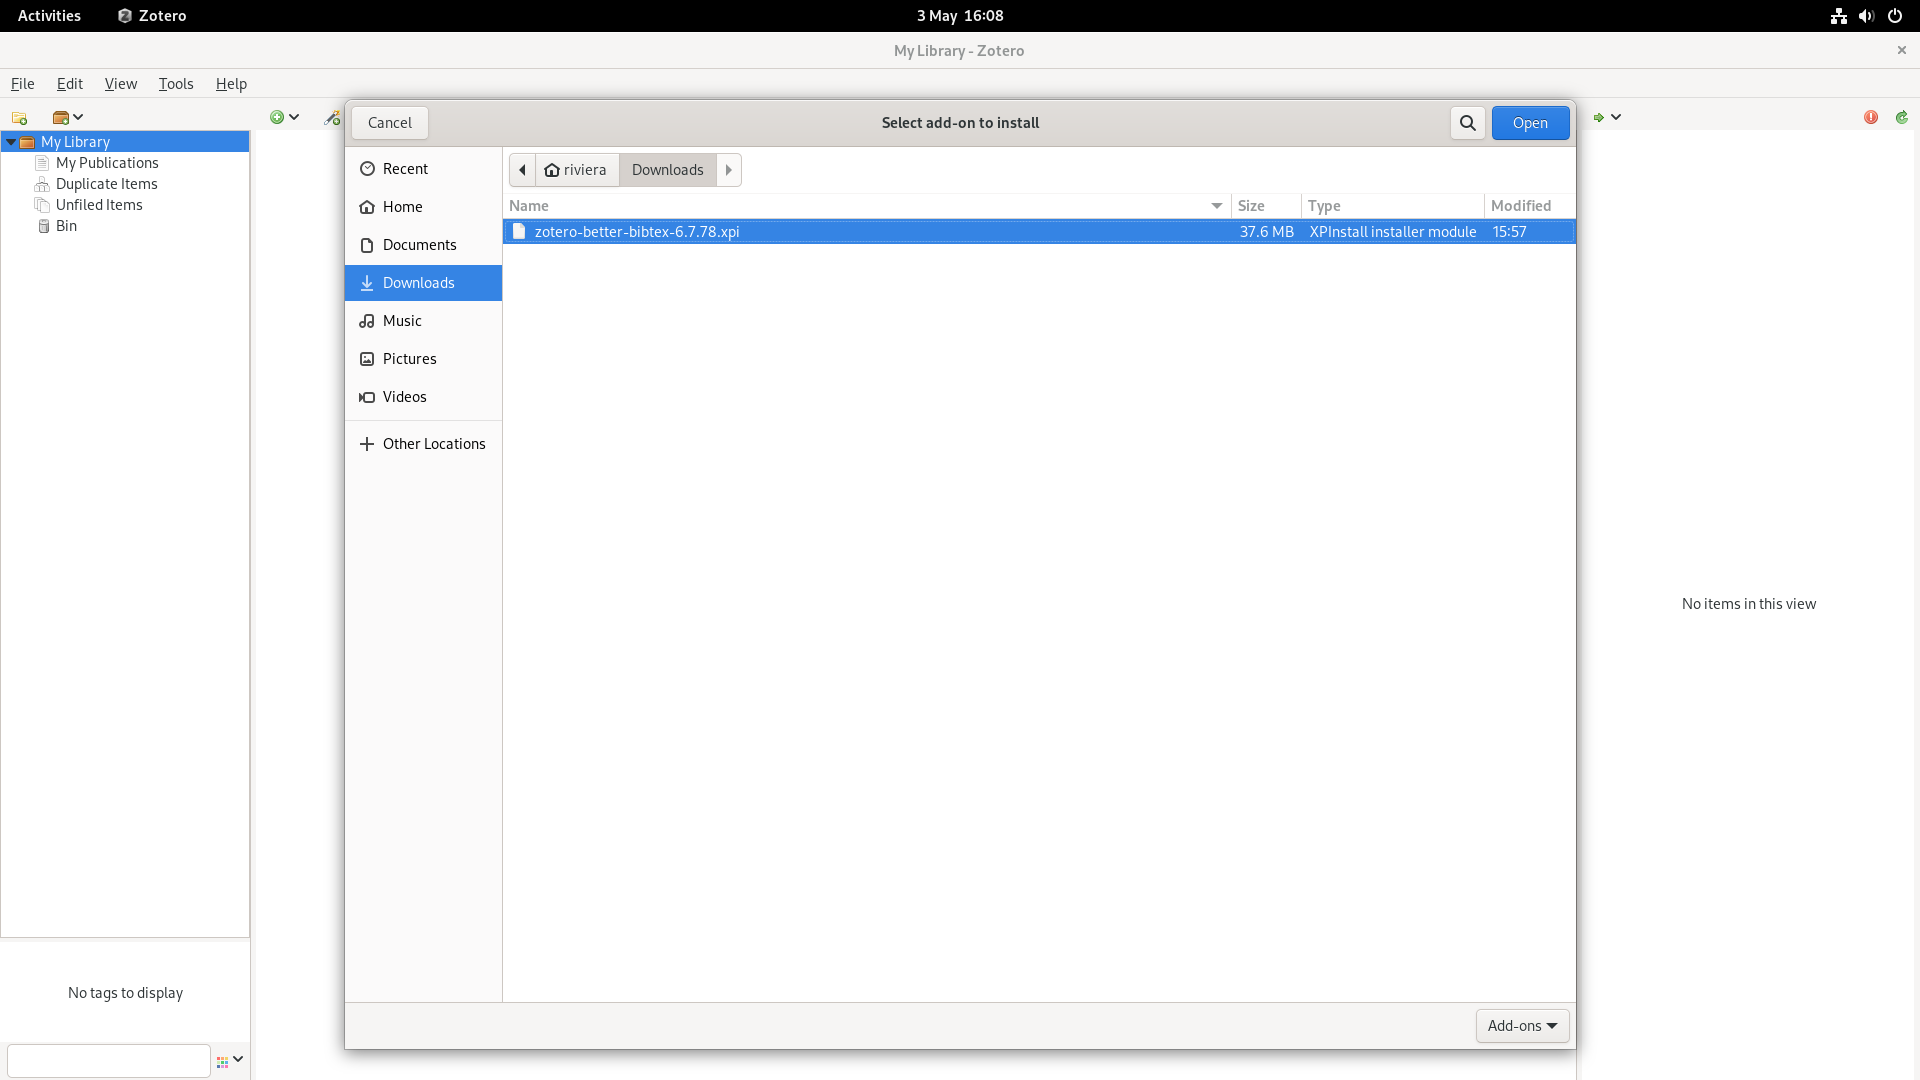 Activities Zotero 3 May 16:08
My Library - Zotero
File Edit View Tools Help
Cancel Select add-on to install Open
My Library
My Publications
Duplicate Items
Unfiled Items
Bin
Recent
Home
Documents
Downloads
Music
Pictures
Videos
Other Locations
riviera Downloads
Name Size Type Modified
zotero-better-bibtex-6.7.78.xpi 37.6 MB XPInstall installer module 15:57
No items in this view
No tags to display
Add-ons